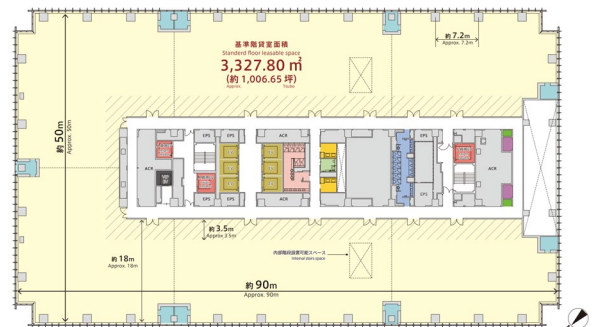 基準階貸室面積
Standerd floor leasable space
3,327.80 ㎡
(約 1,006.65 坪)
Approx. Tsubo
約 7.2m
Approx. 7.2m
約 50m
Approx. 50m
EPS
EPS
ACR
EPS
ACR
EPS
EPS
ACR
EPS
ACR
EPS
約 3.5m
Approx. 3.5m
内部階段設置可能スペース
Internal stairs space
約 18m
Approx. 18m
約 90m
Approx. 90m